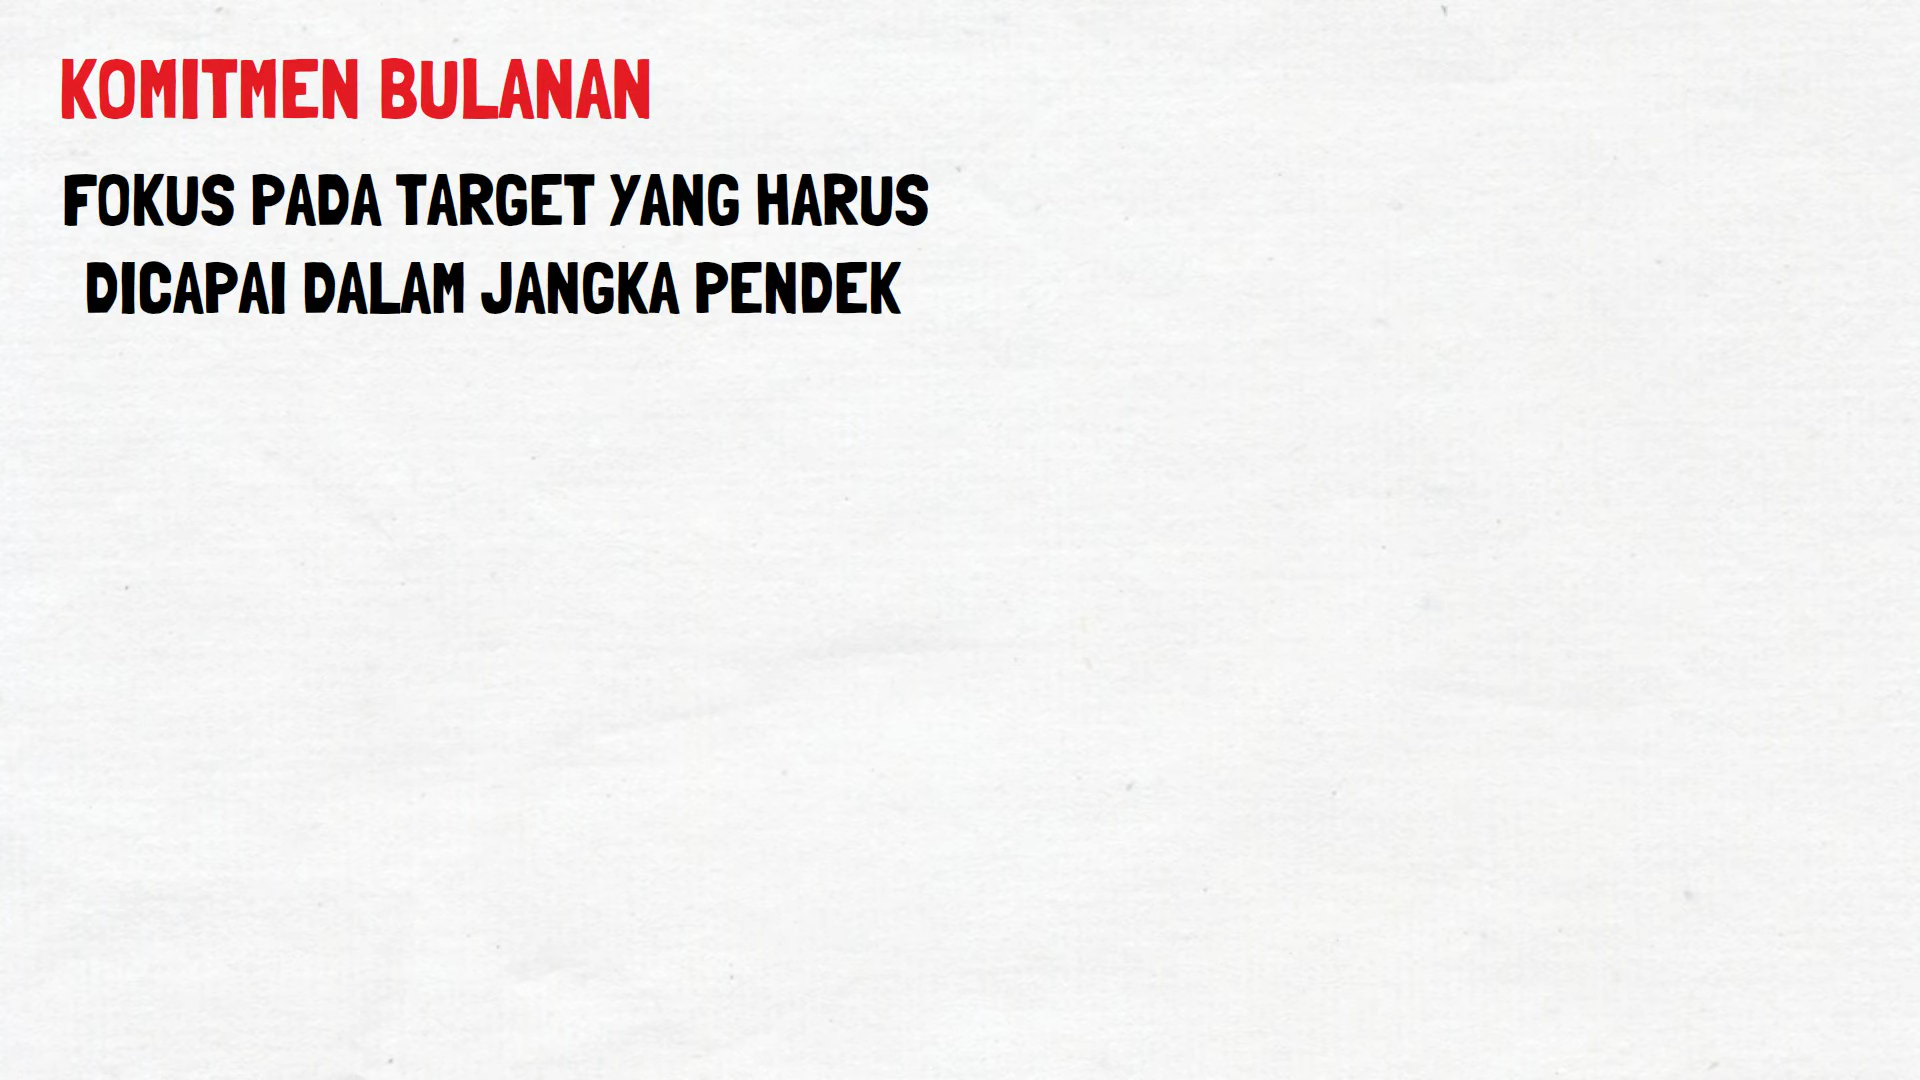 KOMITMEN BULANAN
FOKUS PADA TARGET YANG HARUS
DICAPAI DALAM JANGKA PENDEK